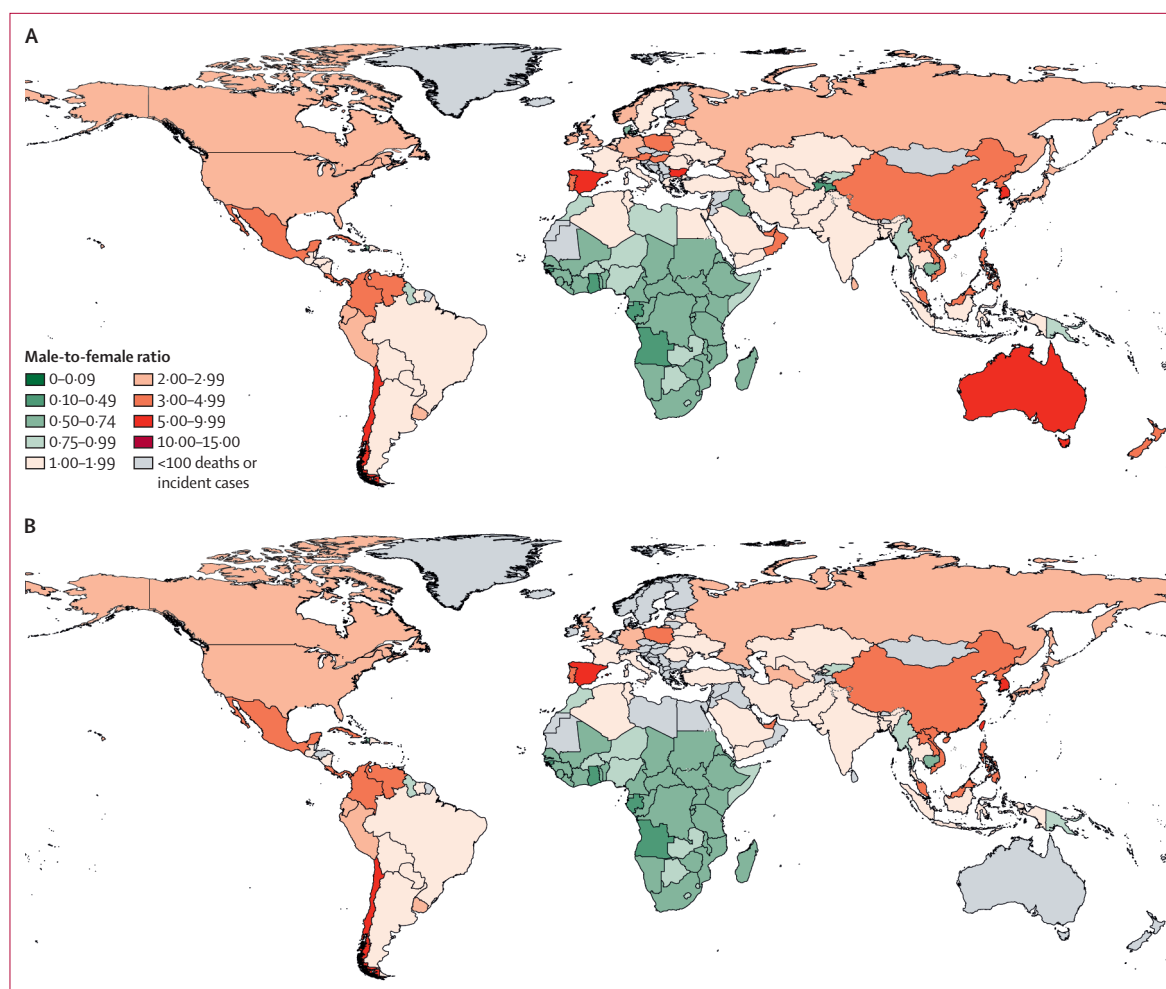 A
Male-to-female ratio
0–0·09
0·10–0·49
0·50–0·74
0·75–0·99
1·00–1·99
2·00–2·99
3·00–4·99
5·00–9·99
10·00–15·00
<100 deaths or
incident cases
B